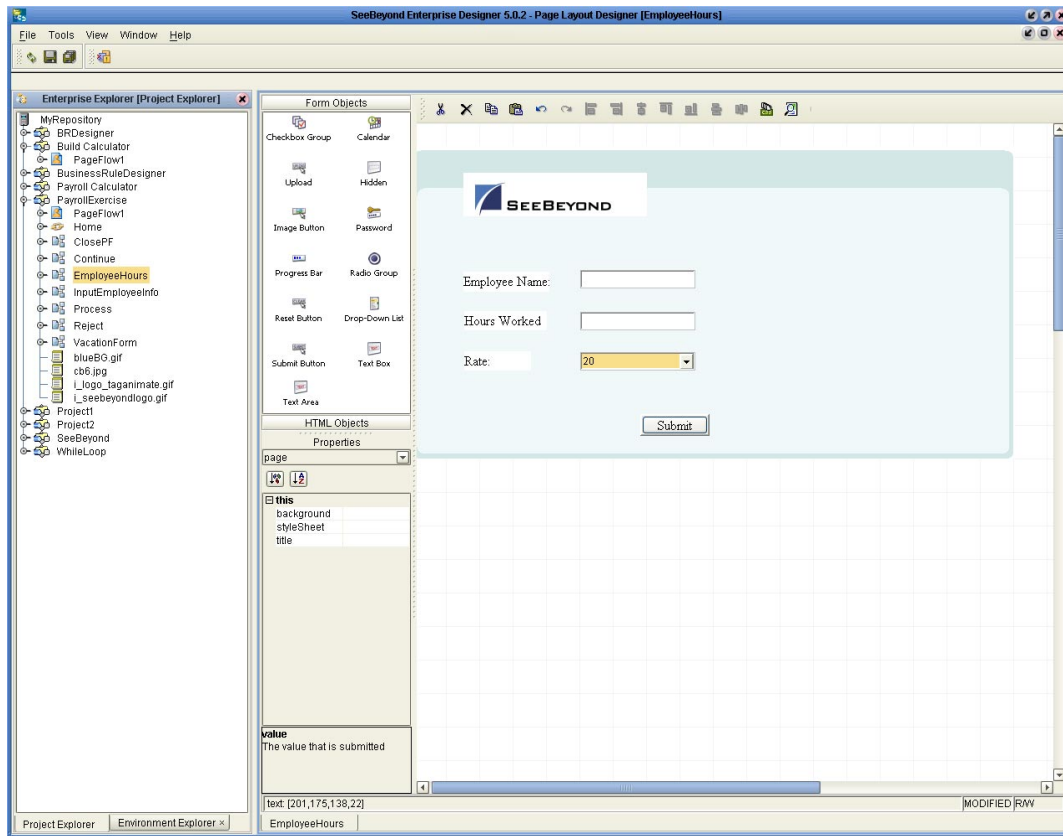 SeeBeyond Enterprise Designer 5.0.2 - Page Layout Designer [EmployeeHours]
File Tools View Window Help
Enterprise Explorer [Project Explorer]
MyRepository
BRDesigner
Build Calculator
PageFlow1
BusinessRuleDesigner
Payroll Calculator
PayrollExercise
PageFlow1
Home
ClosePF
Continue
EmployeeHours
InputEmployeeInfo
Process
Reject
VacationForm
blueBG.gif
cb6.jpg
i_logo_taganimate.gif
i_seebeyondlogo.gif
Project1
Project2
SeeBeyond
WhileLoop
Project Explorer
Environment Explorer ×
Form Objects
Checkbox Group Calendar
Upload Hidden
Image Button Password
Progress Bar Radio Group
Reset Button Drop-Down List
Submit Button Text Box
Text Area
HTML Objects
Properties
page
this
background
styleSheet
title
value
The value that is submitted
SEEBEYOND
Employee Name:
Hours Worked
Rate: 20
Submit
text: [201,175,138,22]
MODIFIED R/W
EmployeeHours